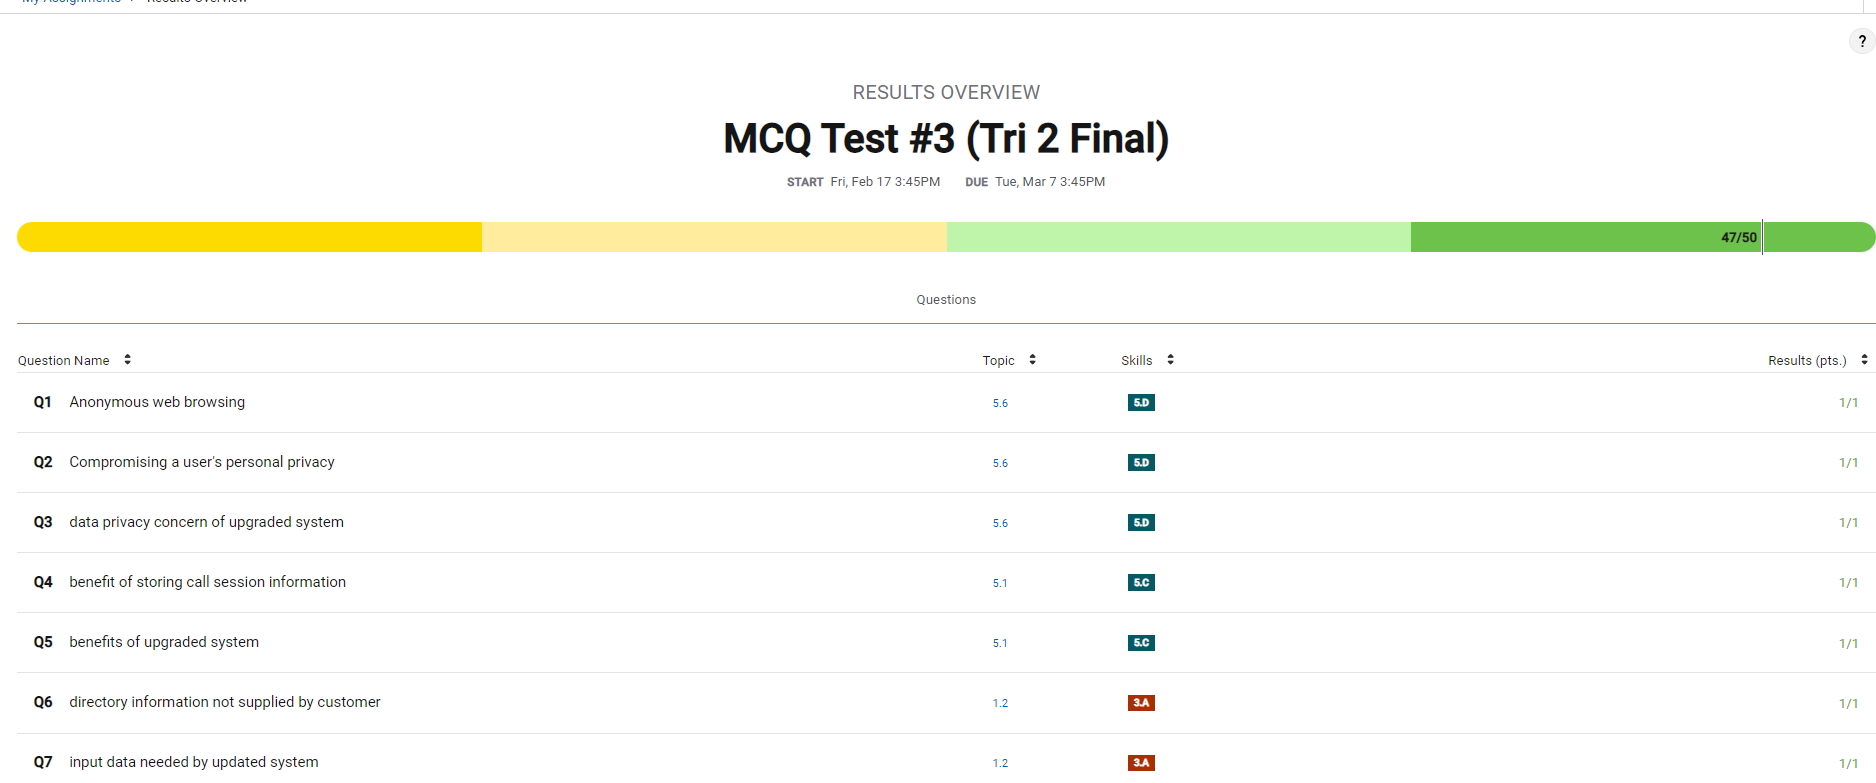 My Assignments > Results Overview
?
RESULTS OVERVIEW
MCQ Test #3 (Tri 2 Final)
START Fri, Feb 17 3:45PM DUE Tue, Mar 7 3:45PM
47/50
Questions
Question Name Topic Skills Results (pts.)
Q1 Anonymous web browsing 5.6 5.D 1/1
Q2 Compromising a user's personal privacy 5.6 5.D 1/1
Q3 data privacy concern of upgraded system 5.6 5.D 1/1
Q4 benefit of storing call session information 5.1 5.C 1/1
Q5 benefits of upgraded system 5.1 5.C 1/1
Q6 directory information not supplied by customer 1.2 3.A 1/1
Q7 input data needed by updated system 1.2 3.A 1/1